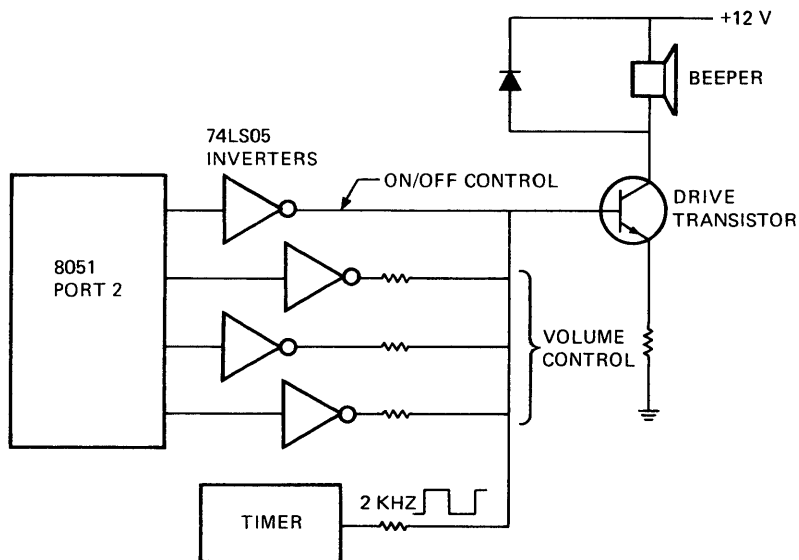 +12 V
BEEPER
74LS05
INVERTERS
ON/OFF CONTROL
DRIVE
TRANSISTOR
8051
PORT 2
VOLUME
CONTROL
2 KHZ
TIMER